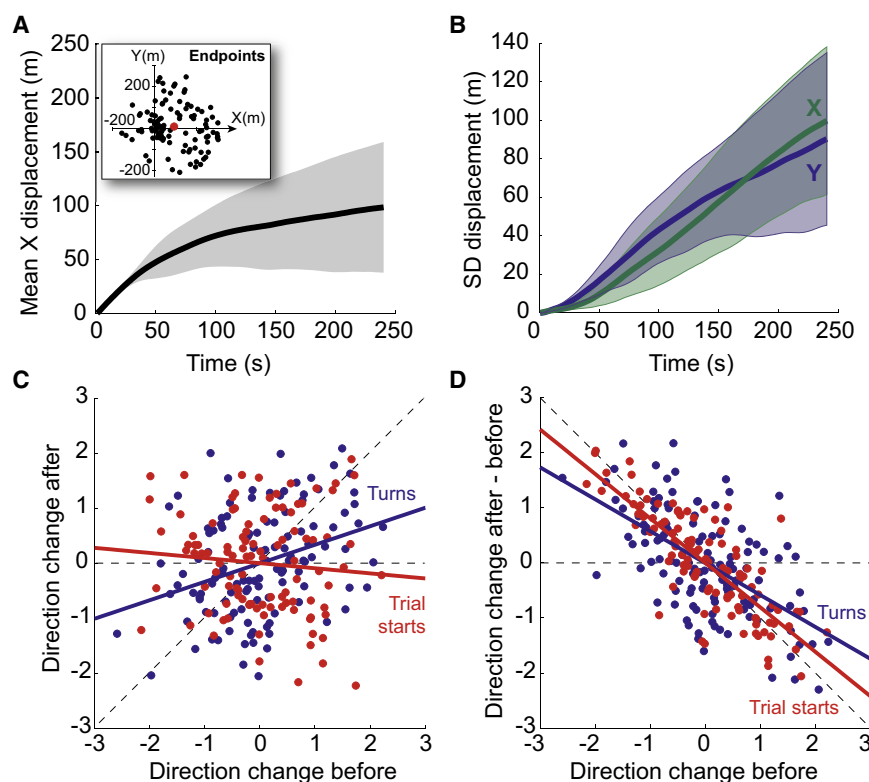 A
Mean X displacement (m)
250
200
150
100
50
0
Y(m)
Endpoints
200
-200
X(m)
-200
0
50
100
150
200
250
Time (s)
B
SD displacement (m)
140
120
100
80
60
40
20
0
X
Y
0
50
100
150
200
250
Time (s)
C
Direction change after
3
2
1
0
-1
-2
-3
Turns
Trial
starts
-3
-2
-1
0
1
2
3
Direction change before
D
Direction change after - before
3
2
1
0
-1
-2
-3
Turns
Trial starts
-3
-2
-1
0
1
2
3
Direction change before